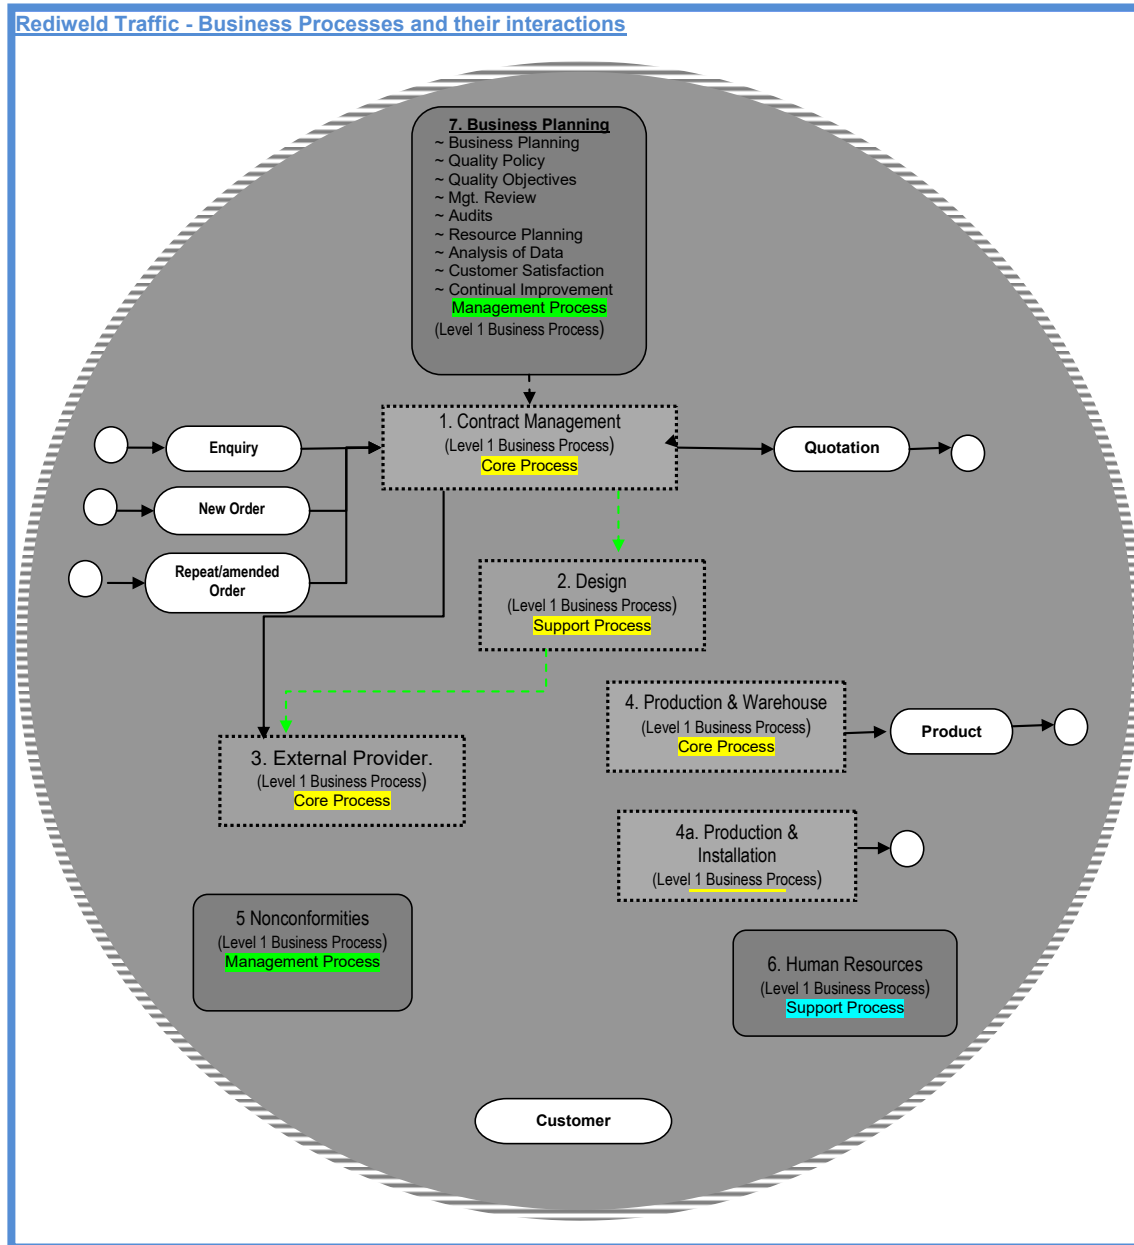 Rediweld Traffic - Business Processes and their interactions
7. Business Planning
~ Business Planning
~ Quality Policy
~ Quality Objectives
~ Mgt. Review
~ Audits
~ Resource Planning
~ Analysis of Data
~ Customer Satisfaction
~ Continual Improvement
Management Process
(Level 1 Business Process)
1. Contract Management
(Level 1 Business Process)
Core Process
Enquiry
Quotation
New Order
Repeat/amended
Order
2. Design
(Level 1 Business Process)
Support Process
4. Production & Warehouse
(Level 1 Business Process)
Core Process
Product
3. External Provider.
(Level 1 Business Process)
Core Process
4a. Production &
Installation
(Level 1 Business Process)
5 Nonconformities
(Level 1 Business Process)
Management Process
6. Human Resources
(Level 1 Business Process)
Support Process
Customer